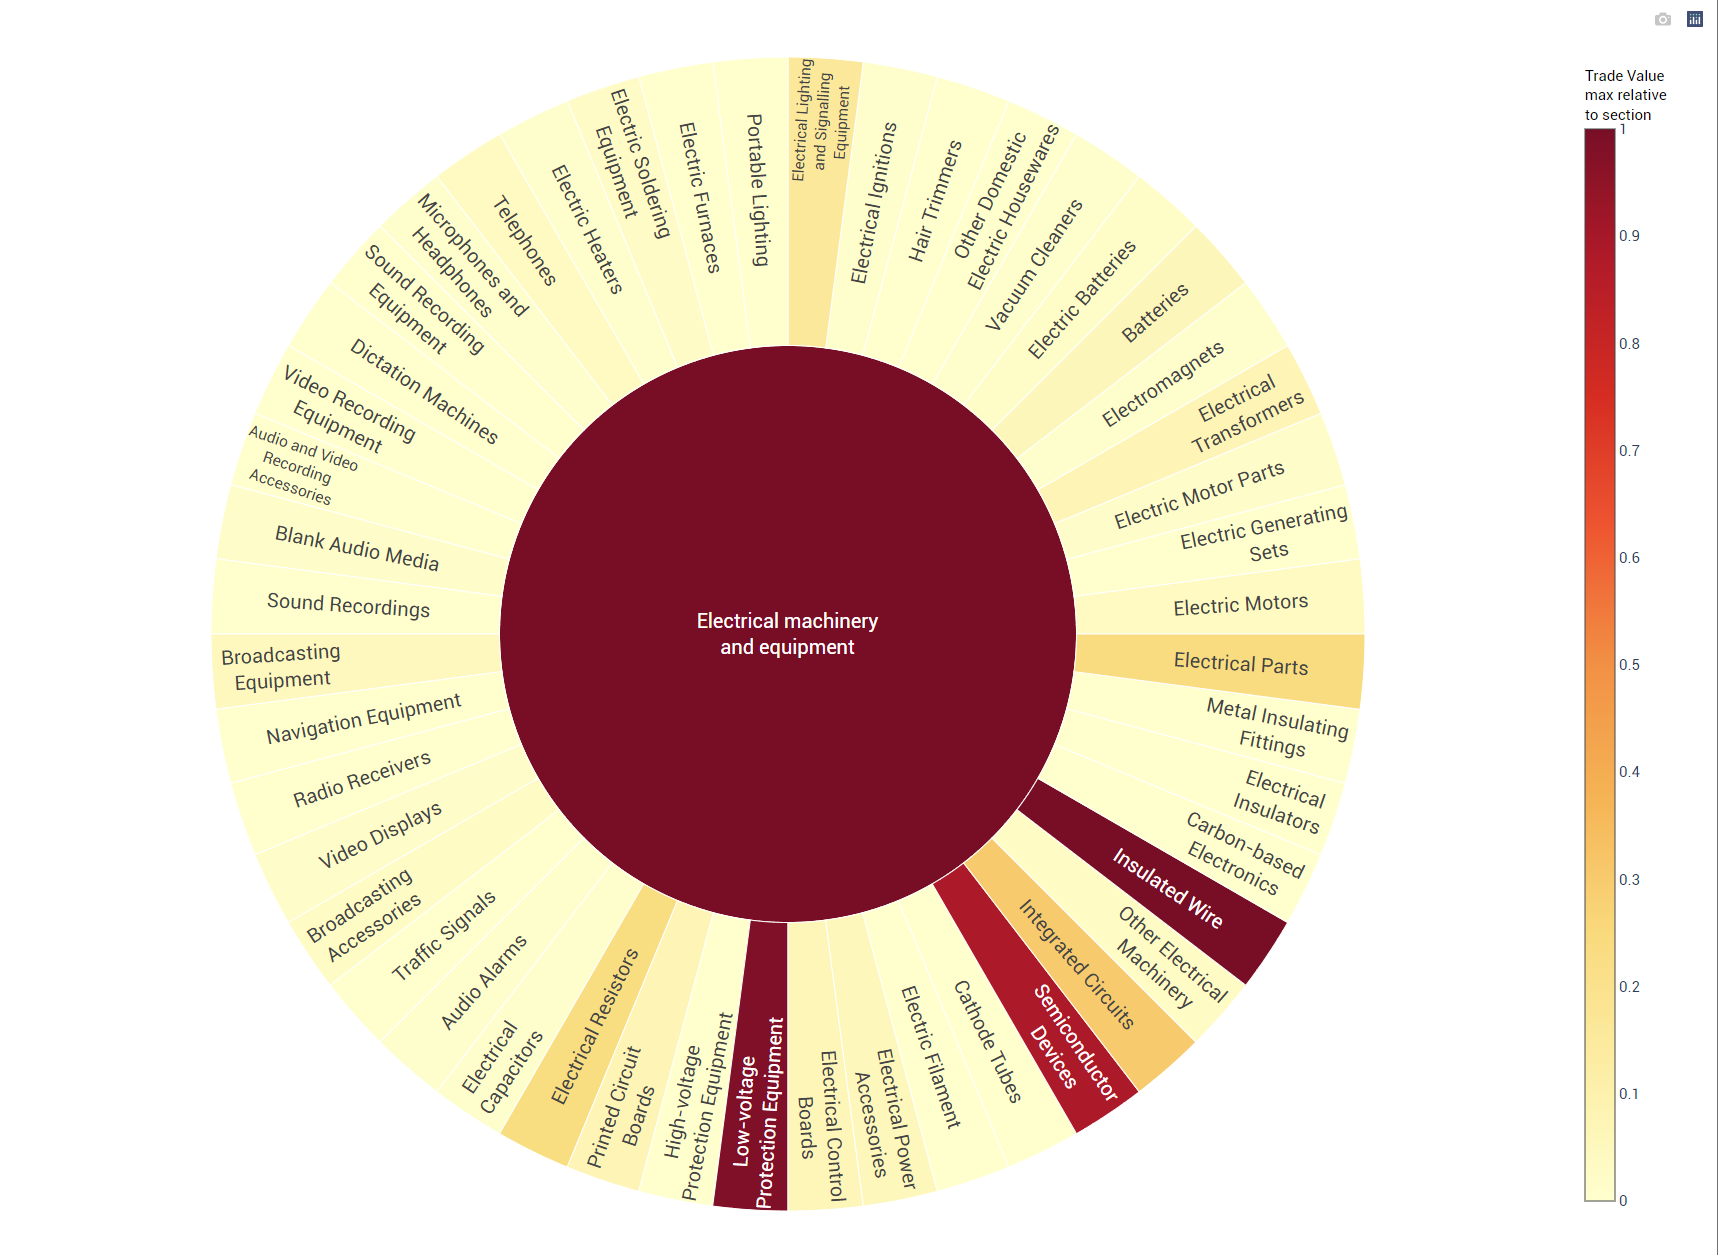 Trade Value
max relative
to section
1
0.9
0.8
0.7
0.6
0.5
0.4
0.3
0.2
0.1
0
Electrical machinery
and equipment
Electrical Lighting
and Signalling
Equipment
Electrical Ignitions
Hair Trimmers
Other Domestic
Electric Housewares
Vacuum Cleaners
Electric Batteries
Batteries
Electromagnets
Electrical
Transformers
Electric Motor Parts
Electric Generating
Sets
Electric Motors
Electrical Parts
Metal Insulating
Fittings
Electrical
Insulators
Carbon-based
Electronics
Insulated Wire
Other Electrical
Machinery
Integrated Circuits
Semiconductor
Devices
Cathode Tubes
Electric Filament
Electrical Power
Accessories
Electrical Control
Boards
Low-voltage
Protection Equipment
High-voltage
Protection Equipment
Printed Circuit
Boards
Electrical Resistors
Electrical
Capacitors
Audio Alarms
Traffic Signals
Broadcasting
Accessories
Video Displays
Radio Receivers
Navigation Equipment
Broadcasting
Equipment
Sound Recordings
Blank Audio Media
Audio and Video
Recording
Accessories
Video Recording
Equipment
Dictation Machines
Sound Recording
Equipment
Microphones and
Headphones
Telephones
Electric Heaters
Electric Soldering
Equipment
Electric Furnaces
Portable Lighting